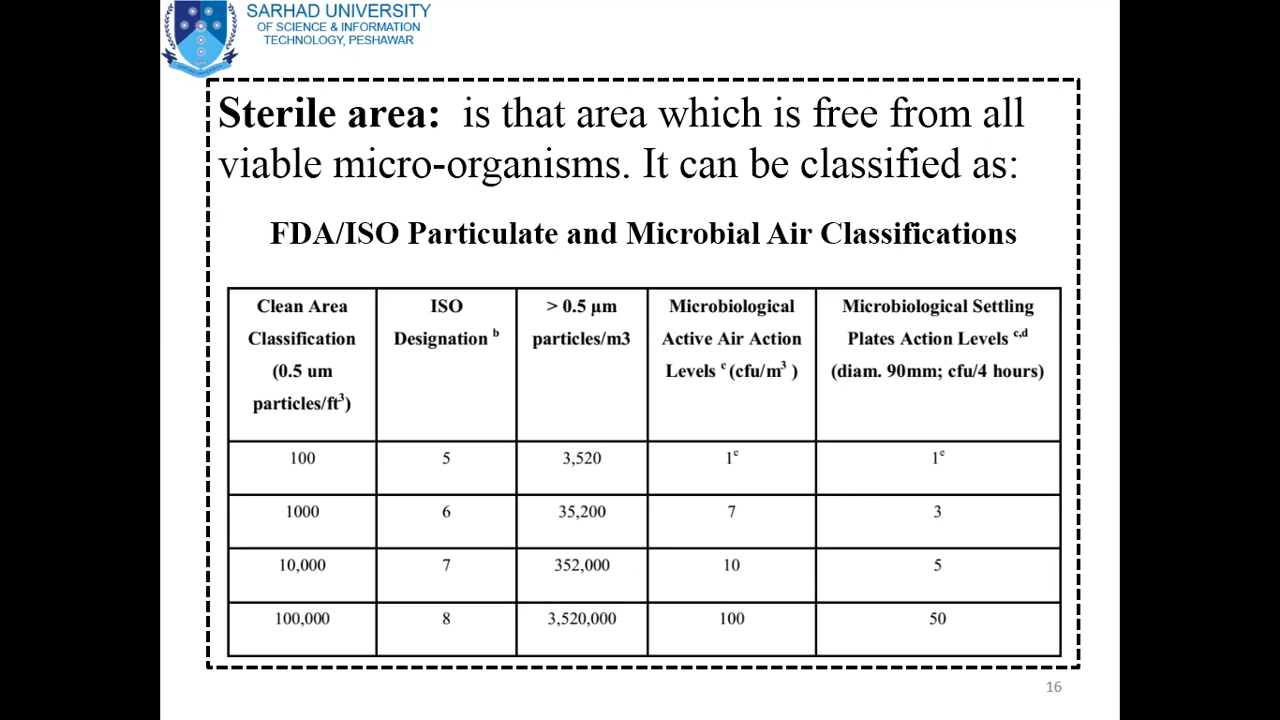 SARHAD UNIVERSITY
OF SCIENCE & INFORMATION
TECHNOLOGY, PESHAWAR
Sterile area: is that area which is free from all
viable micro-organisms. It can be classified as:
FDA/ISO Particulate and Microbial Air Classifications
Clean Area
Classification
(0.5 um
particles/ft³)
ISO
Designation ᵇ
> 0.5 µm
particles/m3
Microbiological
Active Air Action
Levels ᶜ (cfu/m³ )
Microbiological Settling
Plates Action Levels ᶜ,ᵈ
(diam. 90mm; cfu/4 hours)
100 5 3,520 1ᵉ 1ᵉ
1000 6 35,200 7 3
10,000 7 352,000 10 5
100,000 8 3,520,000 100 50
16